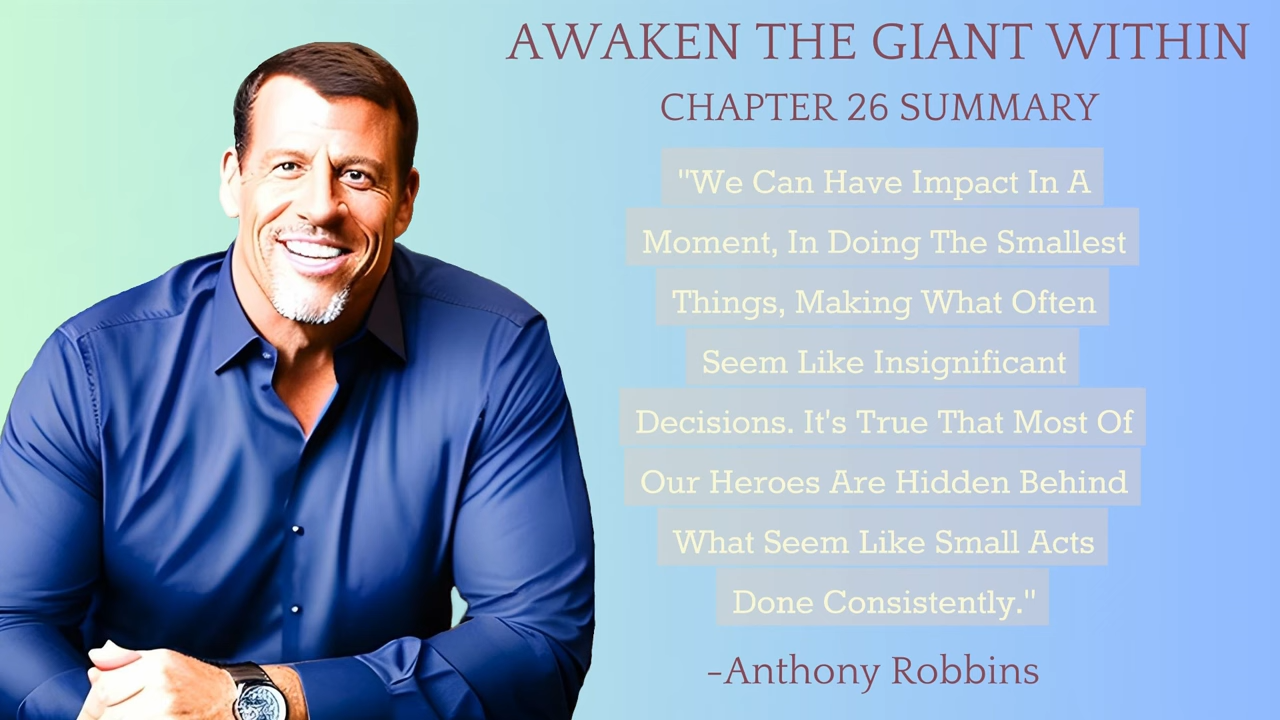 AWAKEN THE GIANT WITHIN
CHAPTER 26 SUMMARY
"We Can Have Impact In A
Moment, In Doing The Smallest
Things, Making What Often
Seem Like Insignificant
Decisions. It's True That Most Of
Our Heroes Are Hidden Behind
What Seem Like Small Acts
Done Consistently."
–Anthony Robbins